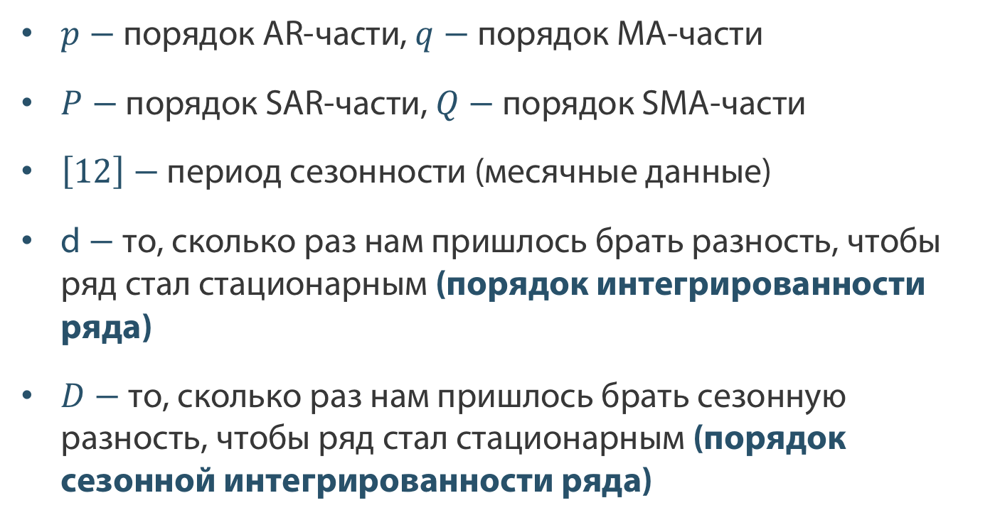 • p – порядок AR-части, q – порядок MA-части
• P – порядок SAR-части, Q – порядок SMA-части
• [12] – период сезонности (месячные данные)
• d – то, сколько раз нам пришлось брать разность, чтобы
ряд стал стационарным (порядок интегрированности
ряда)
• D – то, сколько раз нам пришлось брать сезонную
разность, чтобы ряд стал стационарным (порядок
сезонной интегрированности ряда)